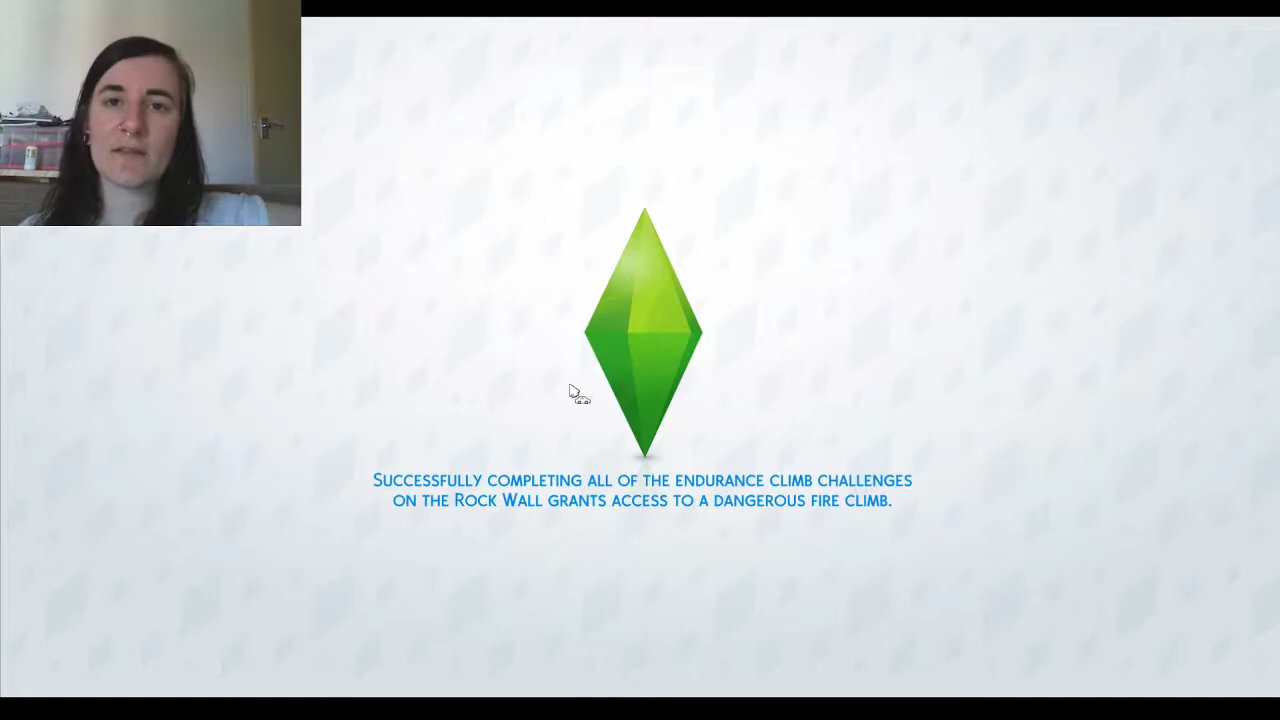 Successfully completing all of the endurance climb challenges
on the Rock Wall grants access to a dangerous fire climb.